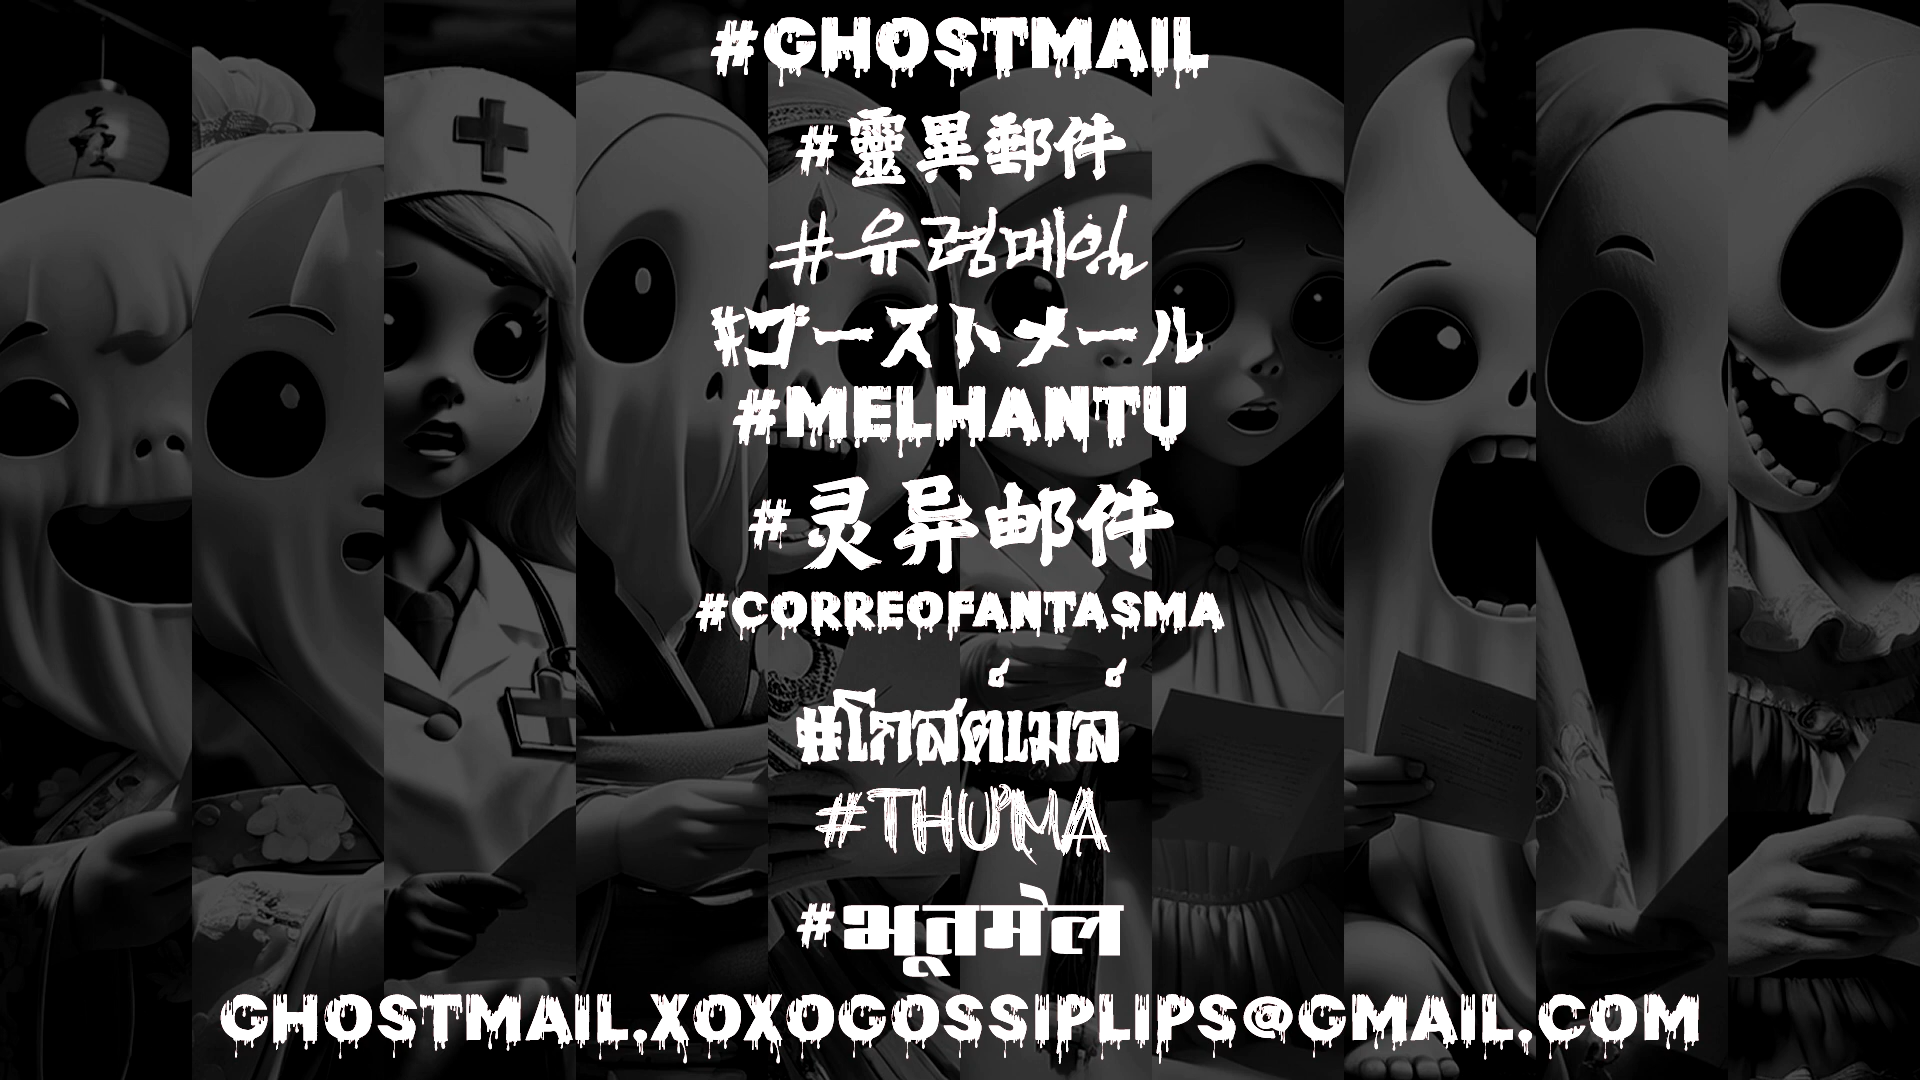 #GHOSTMAIL
#靈異郵件
#유령메일
#ゴーストメール
#MELHANTU
#灵异邮件
#CORREOFANTASMA
#โกสต์เมล์
#THƯMA
#भूतमेल
GHOSTMAIL.XOXOGOSSIPLIPS@GMAIL.COM